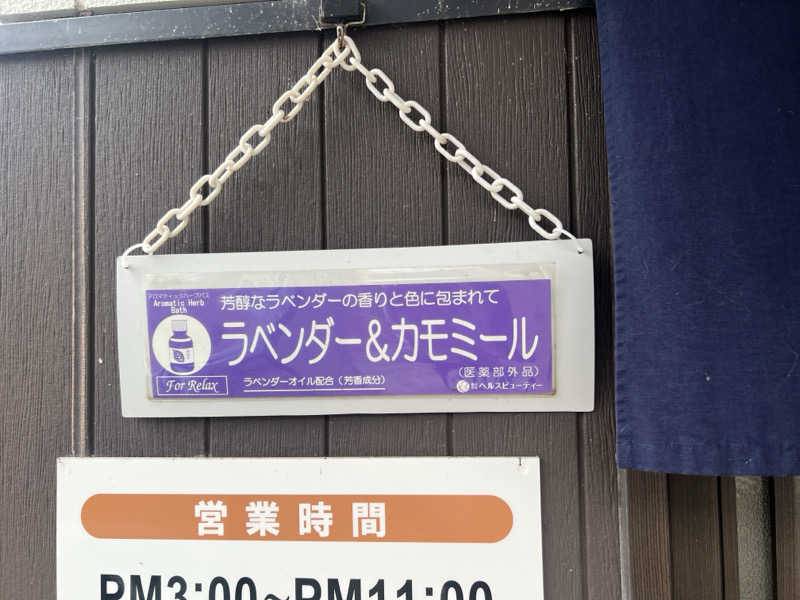 アロマティックハーブバス
Aromatic Herb
Bath
芳醇なラベンダーの香りと色に包まれて
ラベンダー&カモミール
(医薬部外品)
For Relax
ラベンダーオイル配合(芳香成分)
ヘルスビューティー
営業時間
PM3:00~PM11:00